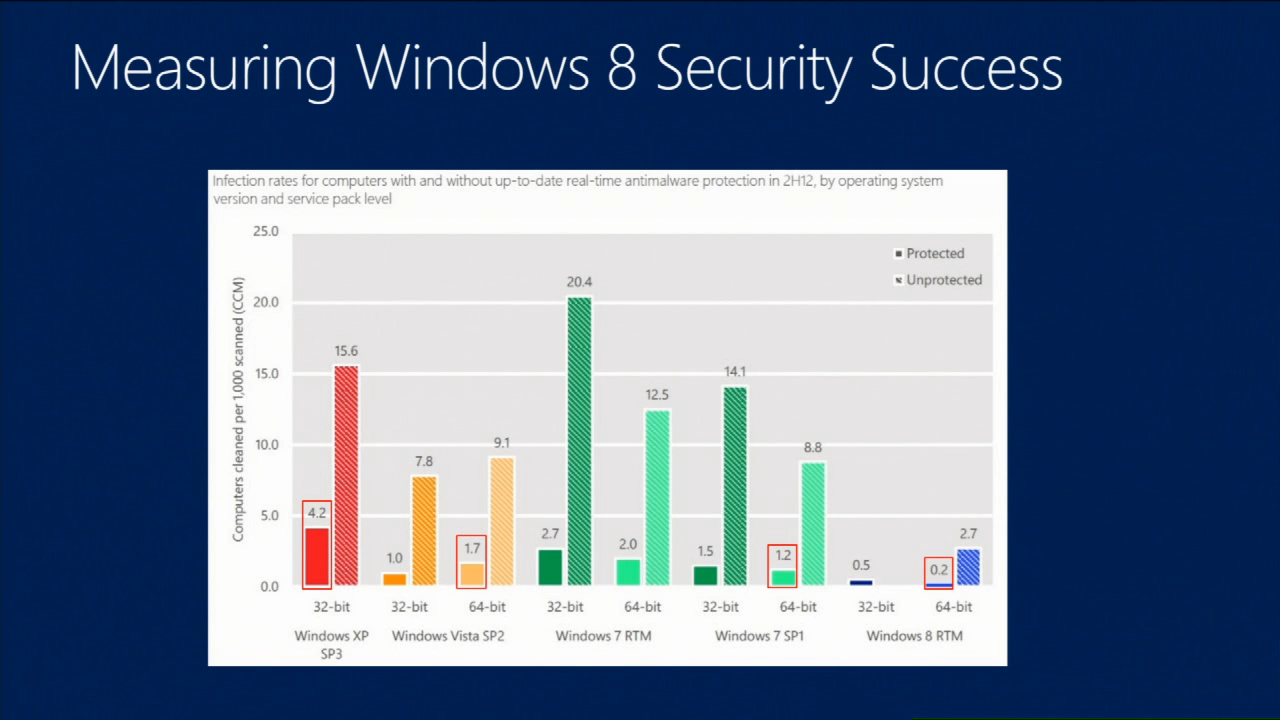 Measuring Windows 8 Security Success
Infection rates for computers with and without up-to-date real-time antimalware protection in 2H12, by operating system
version and service pack level
Computers cleaned per 1,000 scanned (CCM)
25.0
20.0
15.0
10.0
5.0
0.0
Protected
Unprotected
4.2
15.6
1.0
7.8
1.7
9.1
2.7
20.4
2.0
12.5
1.5
14.1
1.2
8.8
0.5
0.2
2.7
32-bit
32-bit
64-bit
32-bit
64-bit
32-bit
64-bit
32-bit
64-bit
Windows XP
SP3
Windows Vista SP2
Windows 7 RTM
Windows 7 SP1
Windows 8 RTM